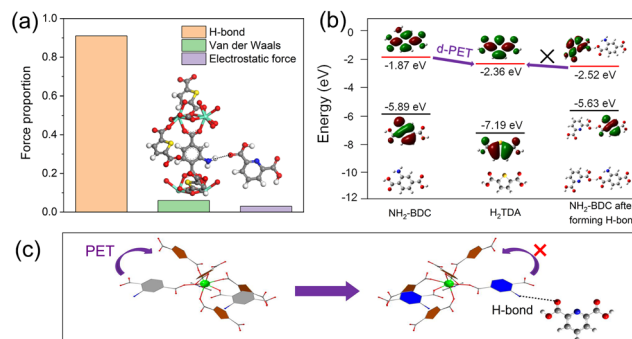 (a)
H-bond
Van der Waals
Electrostatic force
Force proportion
1.0
0.8
0.6
0.4
0.2
0.0
(b)
Energy (eV)
0
-2
-4
-6
-8
-10
-12
d-PET
-1.87 eV
-2.36 eV
-2.52 eV
-5.89 eV
-7.19 eV
-5.63 eV
NH₂-BDC
H₂TDA
NH₂-BDC after
forming H-bond
(c)
PET
H-bond